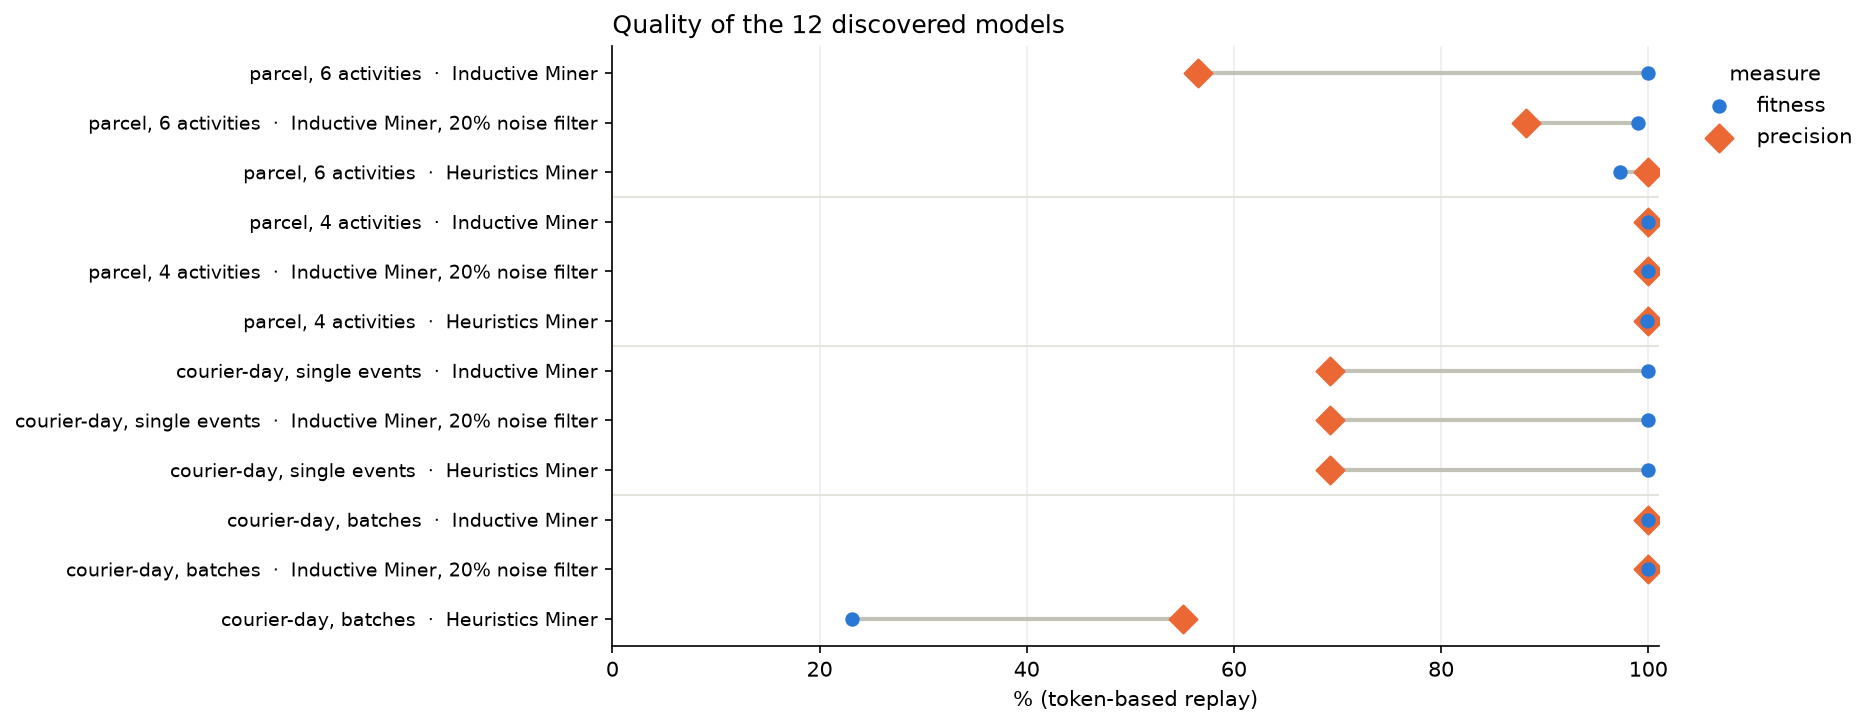 Quality of the 12 discovered models
parcel, 6 activities · Inductive Miner
parcel, 6 activities · Inductive Miner, 20% noise filter
parcel, 6 activities · Heuristics Miner
parcel, 4 activities · Inductive Miner
parcel, 4 activities · Inductive Miner, 20% noise filter
parcel, 4 activities · Heuristics Miner
courier-day, single events · Inductive Miner
courier-day, single events · Inductive Miner, 20% noise filter
courier-day, single events · Heuristics Miner
courier-day, batches · Inductive Miner
courier-day, batches · Inductive Miner, 20% noise filter
courier-day, batches · Heuristics Miner
0 20 40 60 80 100
% (token-based replay)
measure
fitness
precision